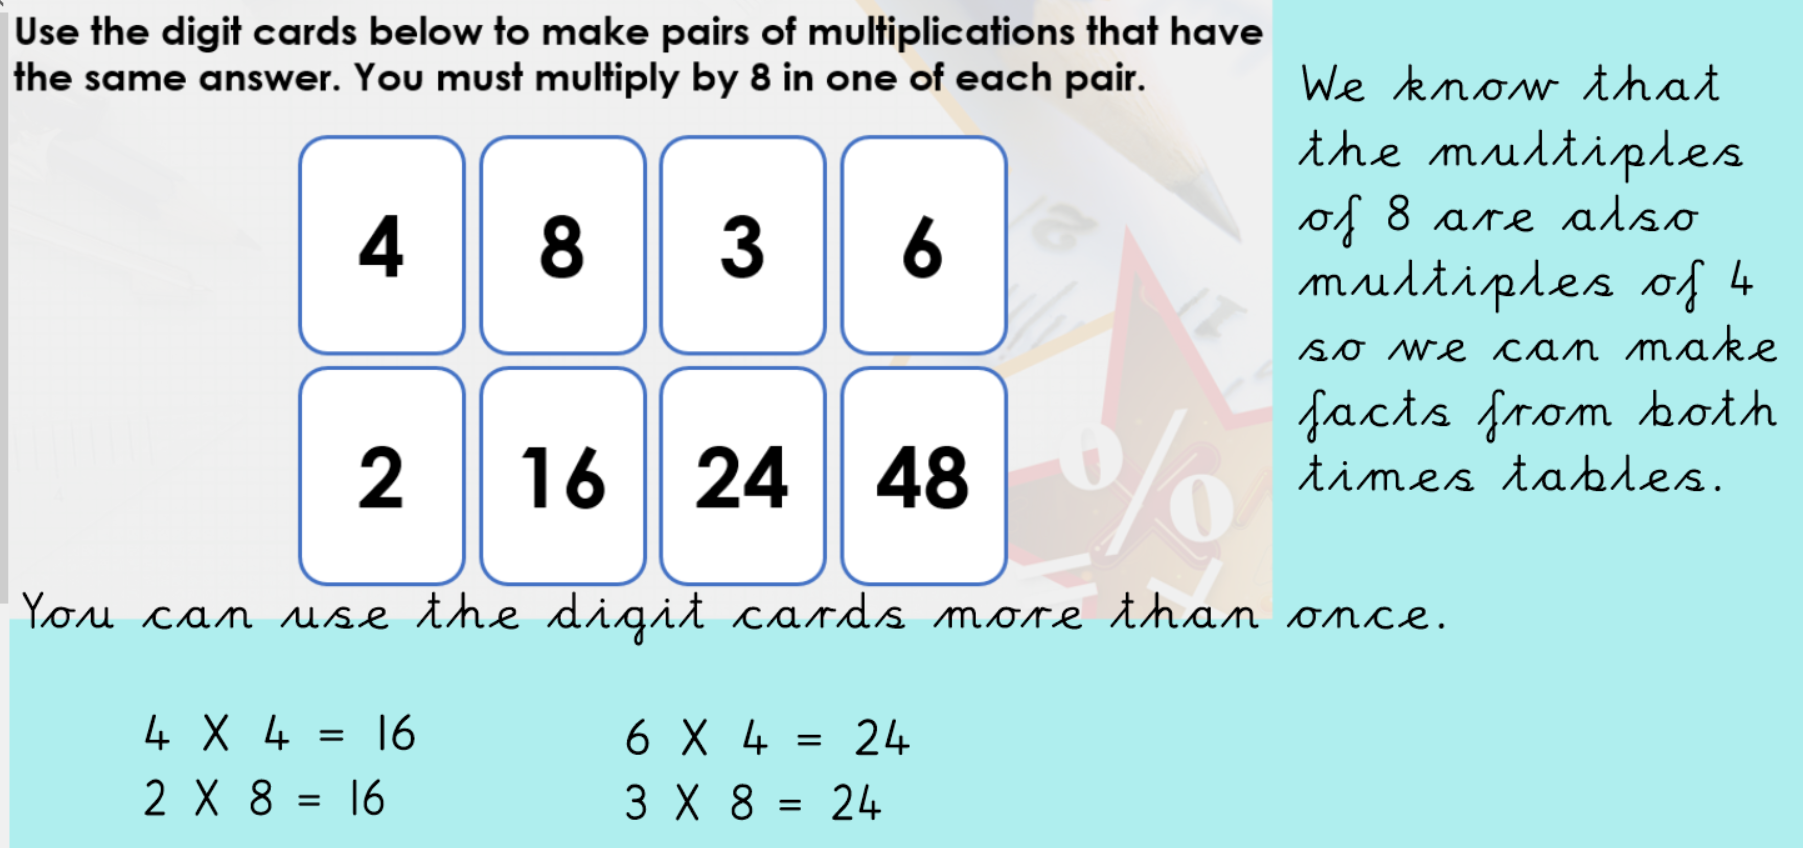 Use the digit cards below to make pairs of multiplications that have
the same answer. You must multiply by 8 in one of each pair.
We know that
the multiples
of 8 are also
multiples of 4
so we can make
facts from both
times tables.
4 8 3 6
2 16 24 48
%
You can use the digit cards more than once.
4 X 4 = 16
2 X 8 = 16
6 X 4 = 24
3 X 8 = 24